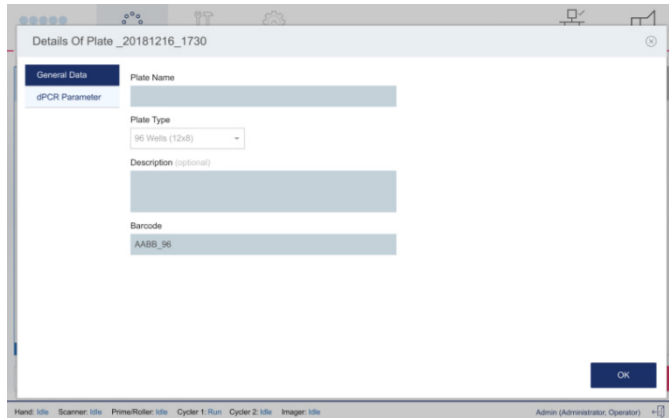 Details Of Plate _20181216_1730
General Data
dPCR Parameter
Plate Name
Plate Type
96 Wells (12x8)
Description (optional)
Barcode
AABB_96
OK
Hand: Idle Scanner: Idle Prime/Roller: Idle Cycler 1: Run Cycler 2: Idle Imager: Idle Admin (Administrator, Operator)